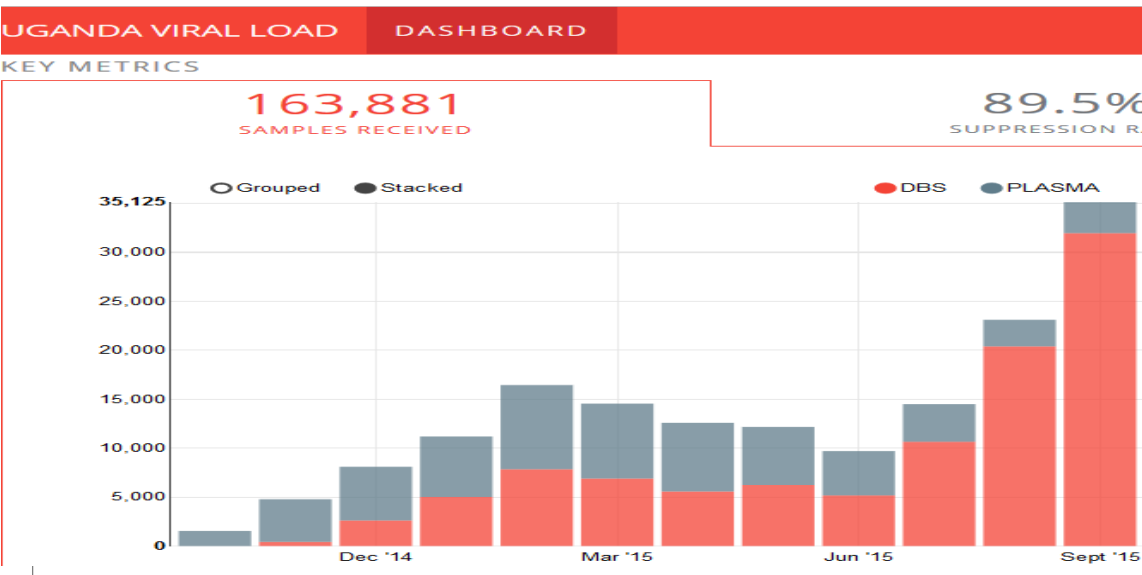 UGANDA VIRAL LOAD DASHBOARD
KEY METRICS
163,881 89.5%
SAMPLES RECEIVED SUPPRESSION
Grouped Stacked DBS PLASMA
35,125
30,000
25,000
20,000
15,000
10,000
5,000
0
Dec '14 Mar '15 Jun '15 Sept '15